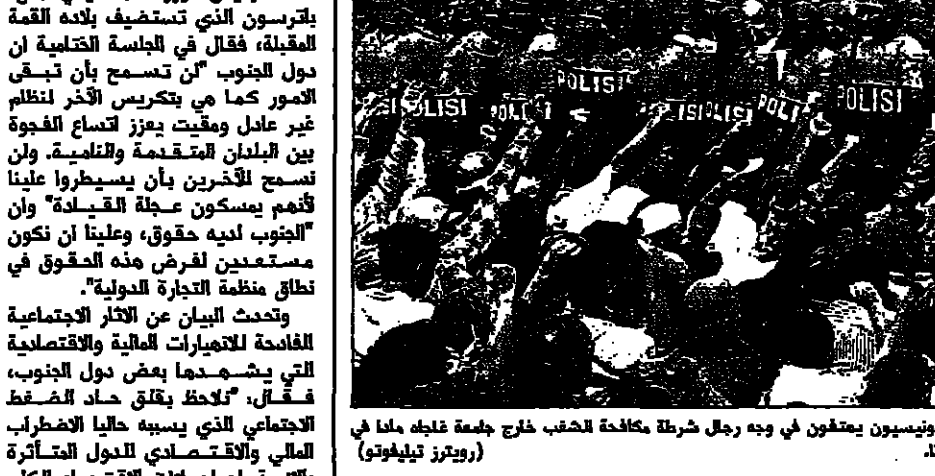 باترسون الذي تستضيف بلاده القمة
المقبلة، فقال في الجلسة الختامية ان
دول الجنوب "لن تسمح بأن تبقى
الامور كما هي بتكريس الآخر لنظام
غير عادل ومقيت يعزز اتساع الفجوة
بين البلدان المتقدمة والنامية. ولن
نسمح للآخرين بأن يسيطروا علينا
لأنهم يمسكون عجلة القيادة" وان
"الجنوب لديه حقوق، وعلينا ان نكون
مستعدين لفرض هذه الحقوق في
نطاق منظمة التجارة الدولية".
وتحدث البيان عن الاثار الاجتماعية
الفادحة للانهيارات المالية والاقتصادية
التي يشهدها بعض دول الجنوب،
فقال: "نلاحظ بقلق حاد الضغط
الاجتماعي الذي يسببه حاليا الاضطراب
المالي والاقتصادي للدول المتأثرة
POLISI
POLISI
POLISI
POLISI
ونيسيون يهتفون في وجه رجال شرطة مكافحة الشغب خارج جامعة غلجاه مادا في
(رويترز تيليفوتو)